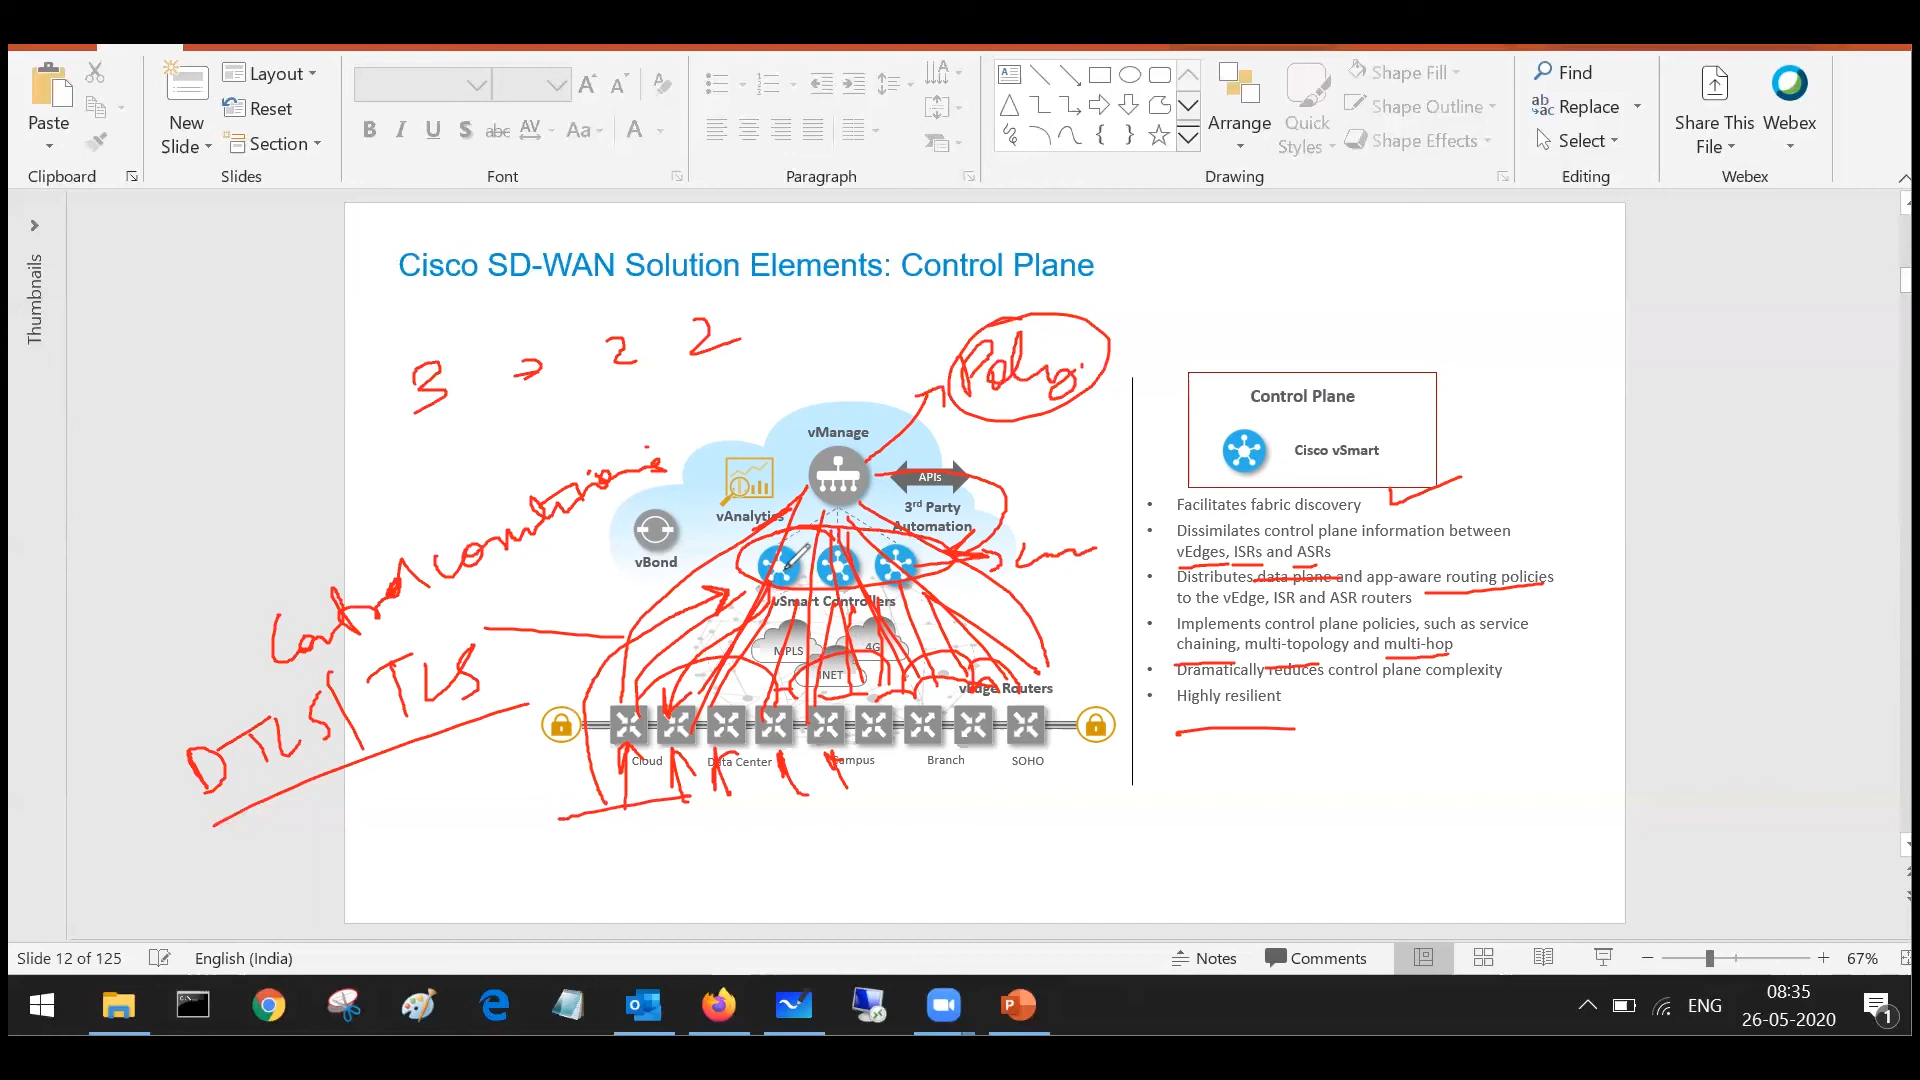 Paste
Clipboard
New
Slide
Layout
Reset
Section
Slides
B I U S abc AV Aa A
Font
Paragraph
Arrange
Quick
Styles
Shape Fill
Shape Outline
Shape Effects
Drawing
Find
Replace
Select
Editing
Share This
File
Webex
Webex
Thumbnails
Cisco SD-WAN Solution Elements: Control Plane
3 2 2
Control connections
DTLS/ TLS
vManage
vAnalytics
APIs
3rd Party
Automation
vBond
vSmart Controllers
MPLS
4G
INET
vEdge Routers
Cloud
Data Center
Campus
Branch
SOHO
Control Plane
Cisco vSmart
• Facilitates fabric discovery
• Dissimilates control plane information between
vEdges, ISRs and ASRs
• Distributes data plane and app-aware routing policies
to the vEdge, ISR and ASR routers
• Implements control plane policies, such as service
chaining, multi-topology and multi-hop
• Dramatically reduces control plane complexity
• Highly resilient
Slide 12 of 125
English (India)
Notes
Comments
67%
ENG
08:35
26-05-2020
1